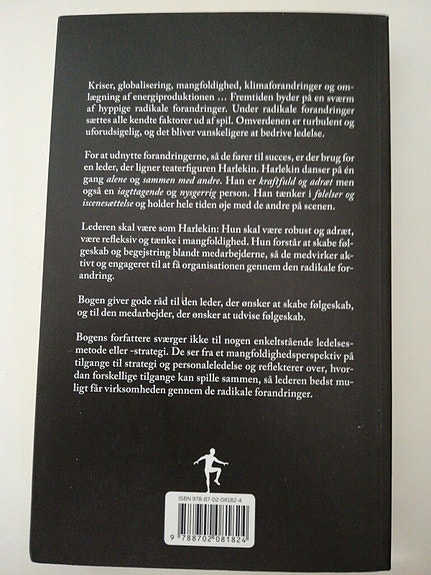 Kriser, globalisering, mangfoldighed, klimaforandringer og om-
lægning af energiproduktionen ... Fremtiden byder på en sværm
af hyppige radikale forandringer. Under radikale forandringer
sættes alle kendte faktorer ud af spil. Omverdenen er turbulent og
uforudsigelig, og det bliver vanskeligere at bedrive ledelse.
For at udnytte forandringerne, så de fører til succes, er der brug for
en leder, der ligner teaterfiguren Harlekin. Harlekin danser på én
gang alene og sammen med andre. Han er kraftfuld og adræt men
også en iagttagende og nysgerrig person. Han tænker i følelser og
iscenesættelse og holder hele tiden øje med de andre på scenen.
Lederen skal være som Harlekin: Hun skal være robust og adræt,
være refleksiv og tænke i mangfoldighed. Hun forstår at skabe føl-
geskab og begejstring blandt medarbejderne, så de medvirker ak-
tivt og engageret til at få organisationen gennem den radikale for-
andring.
Bogen giver gode råd til den leder, der ønsker at skabe følgeskab,
og til den medarbejder, der ønsker at udvise følgeskab.
Bogens forfattere sværger ikke til nogen enkeltstående ledelses-
metode eller -strategi. De ser fra et mangfoldighedsperspektiv på
tilgange til strategi og personaleledelse og reflekterer over, hvor-
dan forskellige tilgange kan spille sammen, så lederen bedst mu-
ligt får virksomheden gennem de radikale forandringer.
ISBN 978-87-02-08182-4
9 788702 081824